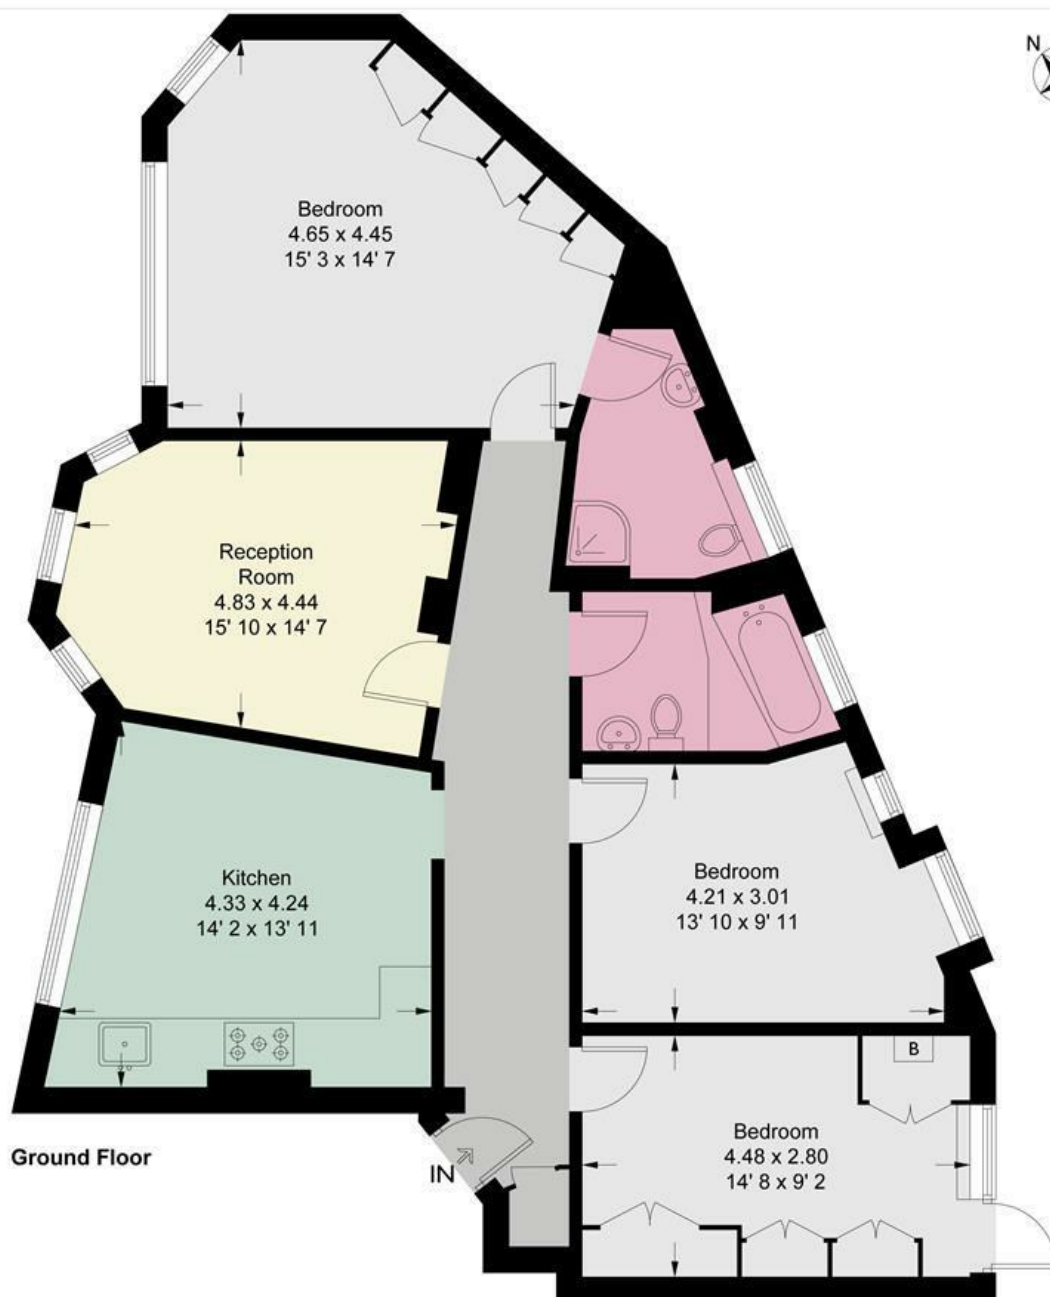 N
Bedroom
4.65 x 4.45
15' 3 x 14' 7
Reception
Room
4.83 x 4.44
15' 10 x 14' 7
Kitchen
4.33 x 4.24
14' 2 x 13' 11
Bedroom
4.21 x 3.01
13' 10 x 9' 11
B
Bedroom
4.48 x 2.80
14' 8 x 9' 2
Ground Floor
IN